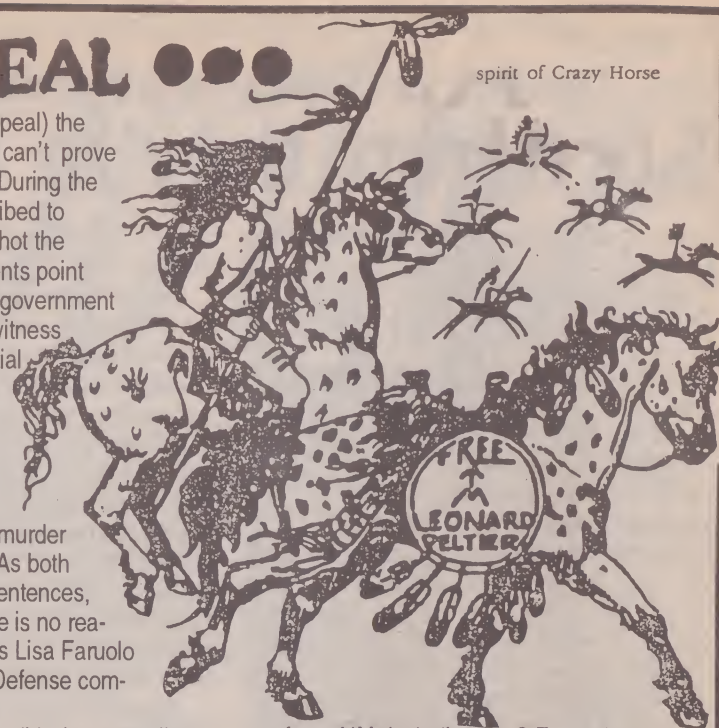 EAL ●●●
spirit of Crazy Horse
peal) the
can't prove
During the
ibed to
hot the
nts point
government
vitness
ial
murder
As both
entences,
e is no rea-
s Lisa Faruolo
Defense com-
FREE
LEONARD
PELTIER